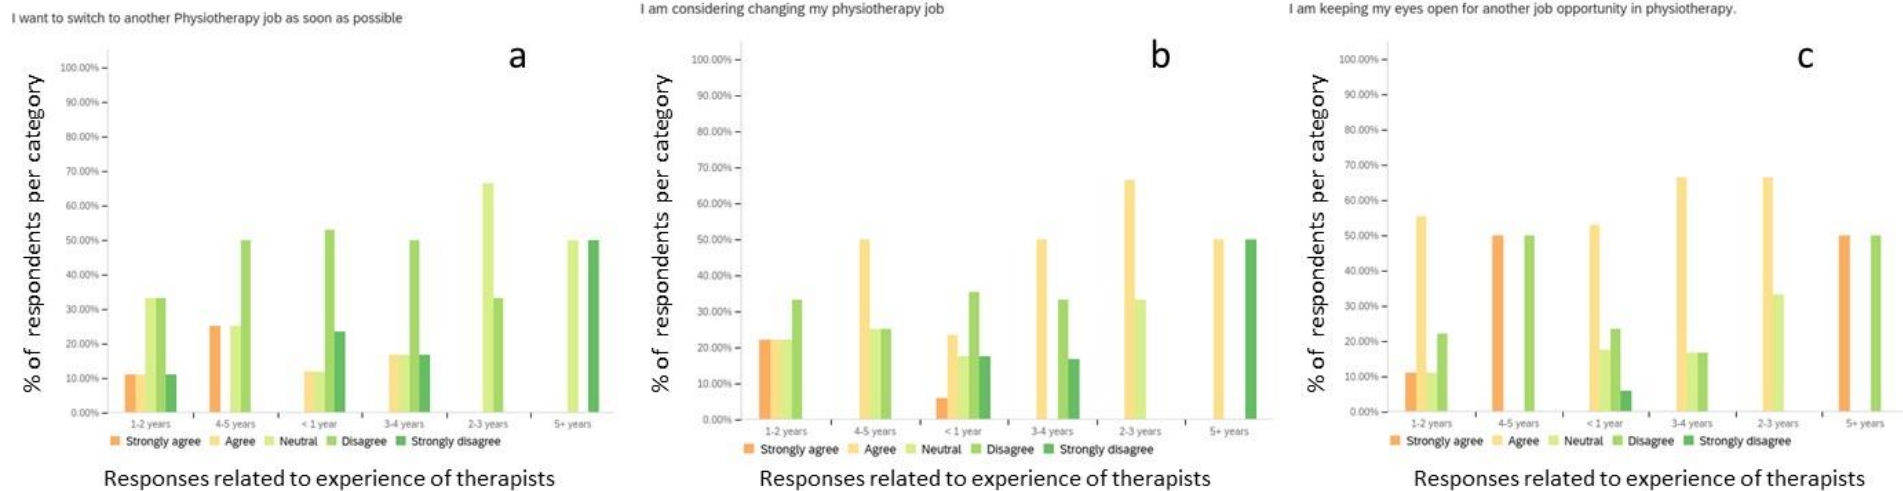 I want to switch to another Physiotherapy job as soon as possible
a
% of respondents per category
100.00%
90.00%
80.00%
70.00%
60.00%
50.00%
40.00%
30.00%
20.00%
10.00%
0.00%
1-2 years 4-5 years < 1 year 3-4 years 2-3 years 5+ years
Strongly agree Agree Neutral Disagree Strongly disagree
Responses related to experience of therapists
I am considering changing my physiotherapy job
b
% of respondents per category
100.00%
90.00%
80.00%
70.00%
60.00%
50.00%
40.00%
30.00%
20.00%
10.00%
0.00%
1-2 years 4-5 years < 1 year 3-4 years 2-3 years 5+ years
Strongly agree Agree Neutral Disagree Strongly disagree
Responses related to experience of therapists
I am keeping my eyes open for another job opportunity in physiotherapy.
c
% of respondents per category
100.00%
90.00%
80.00%
70.00%
60.00%
50.00%
40.00%
30.00%
20.00%
10.00%
0.00%
1-2 years 4-5 years < 1 year 3-4 years 2-3 years 5+ years
Strongly agree Agree Neutral Disagree Strongly disagree
Responses related to experience of therapists